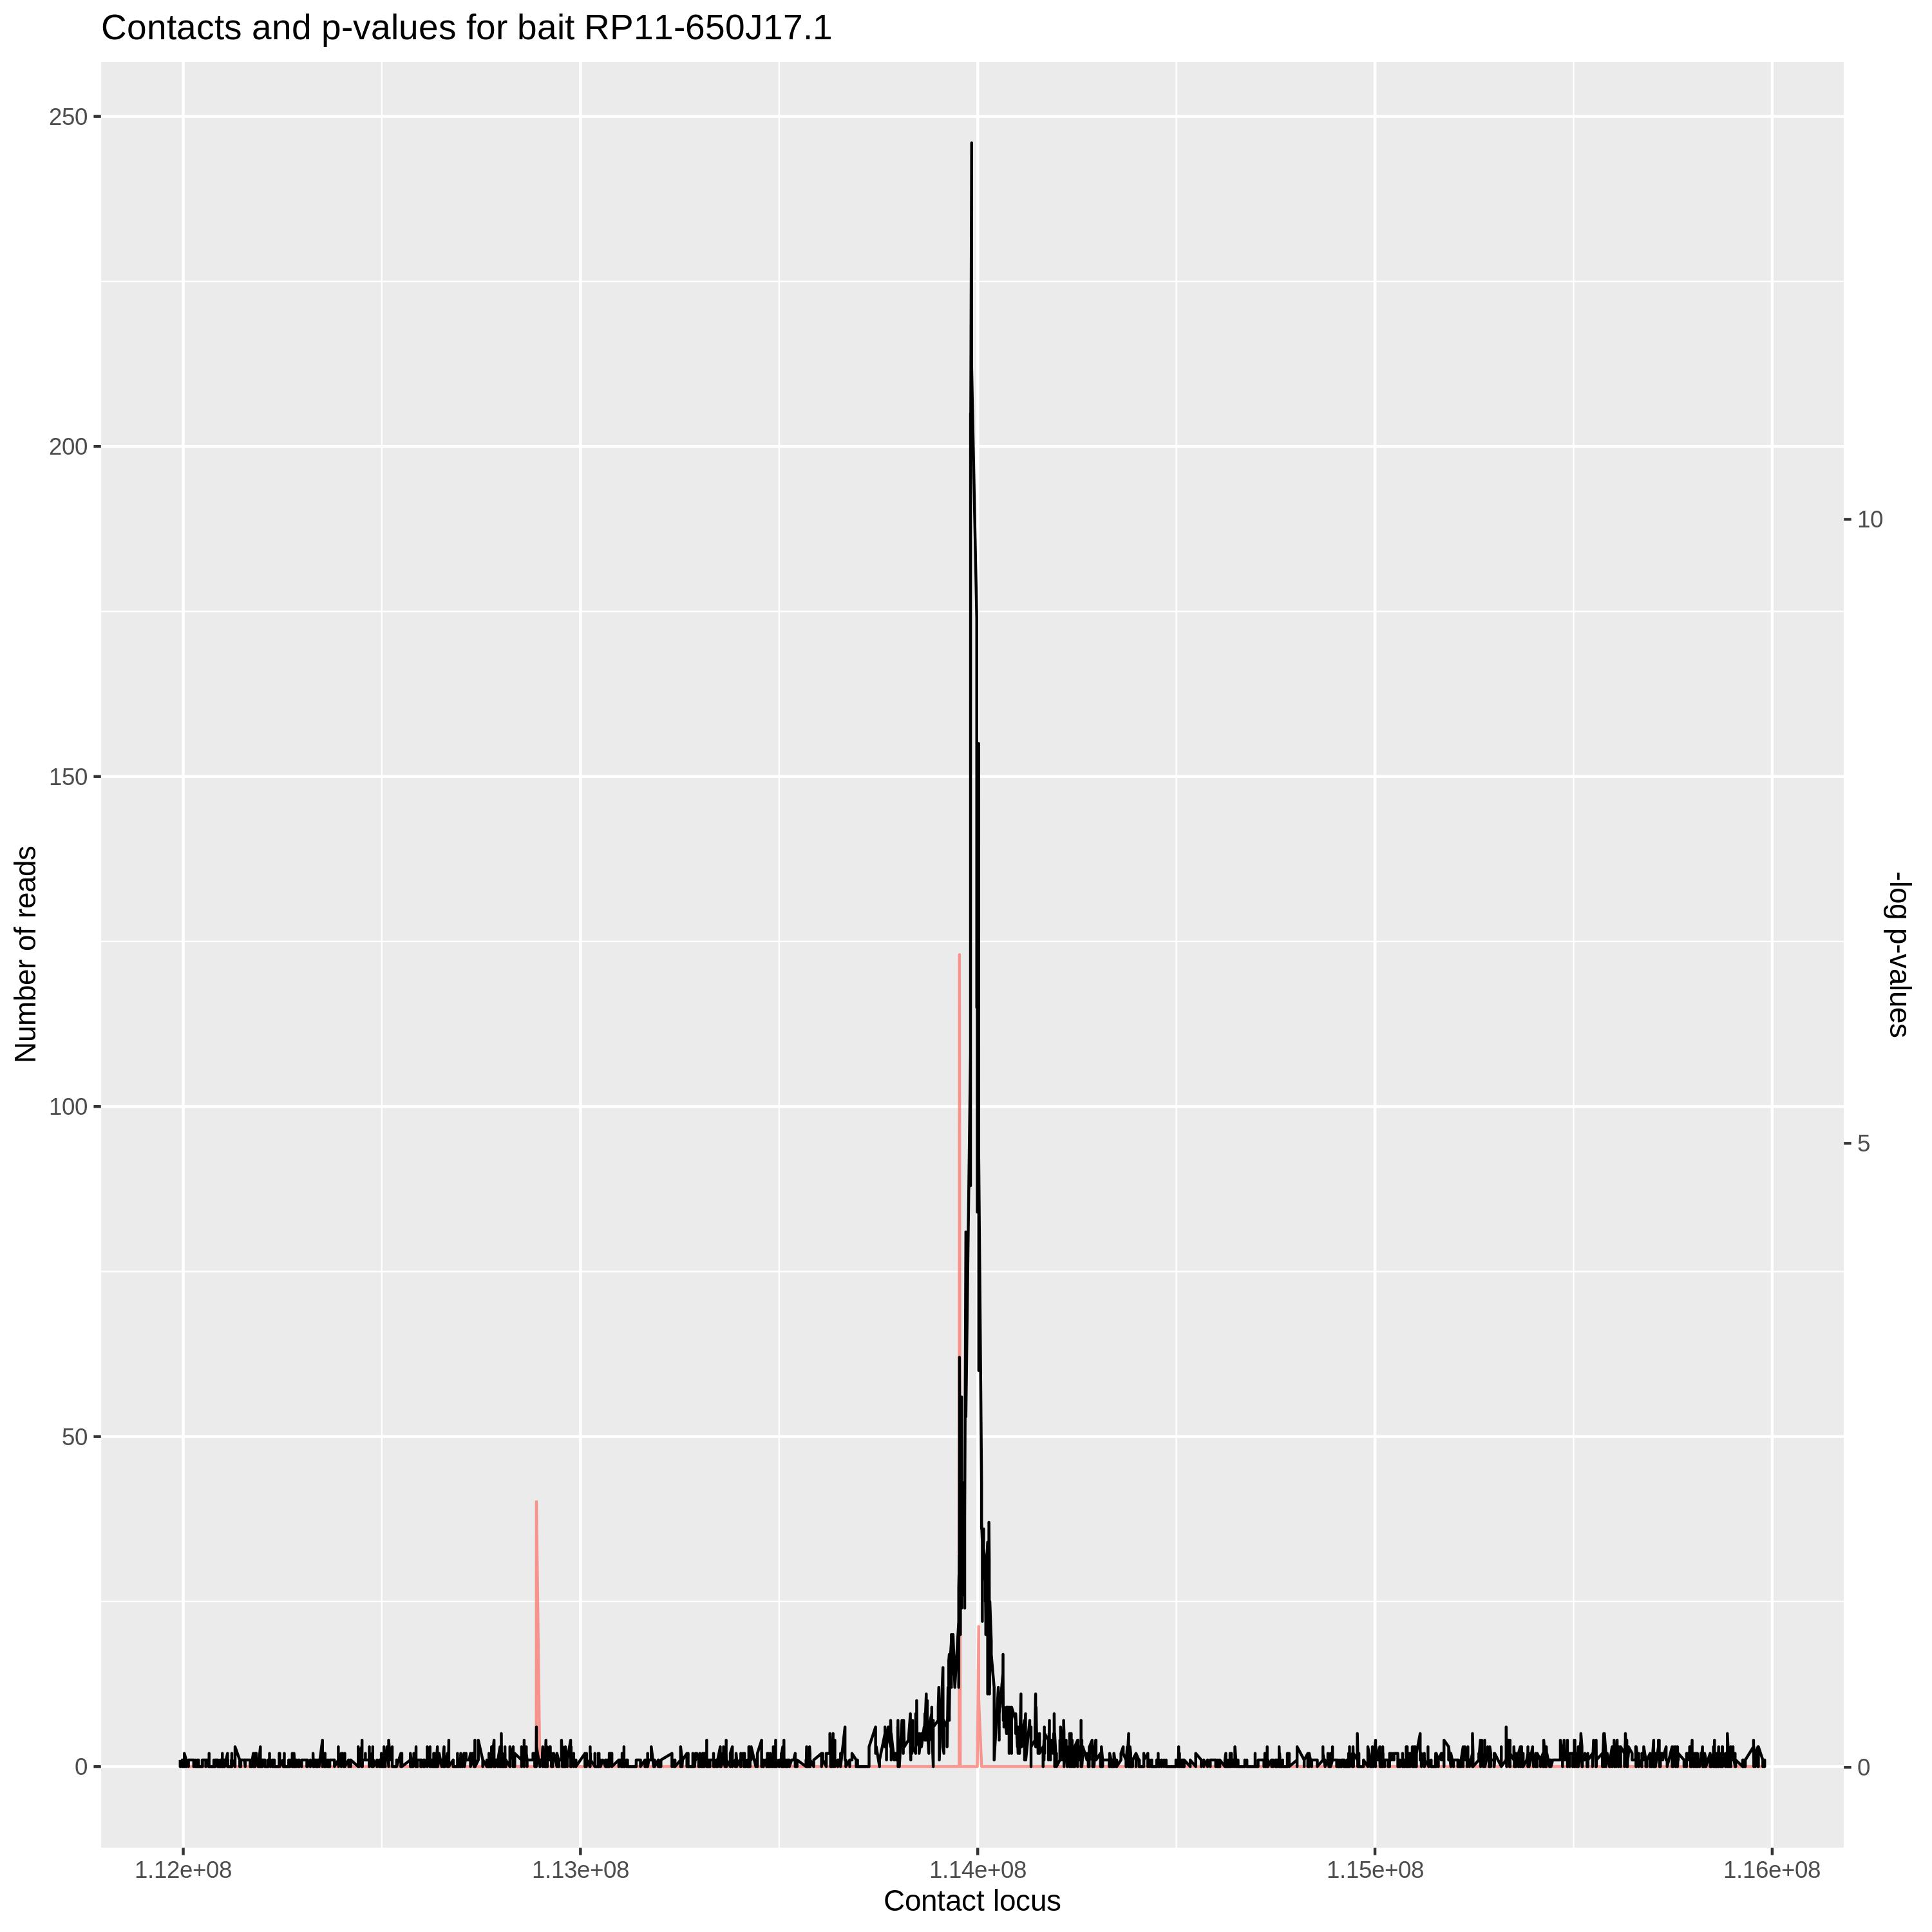 Contacts and p-values for bait RP11-650J17.1
250
200
150
100
50
0
Number of reads
10
5
0
-log p-values
1.12e+08
1.13e+08
1.14e+08
1.15e+08
1.16e+08
Contact locus